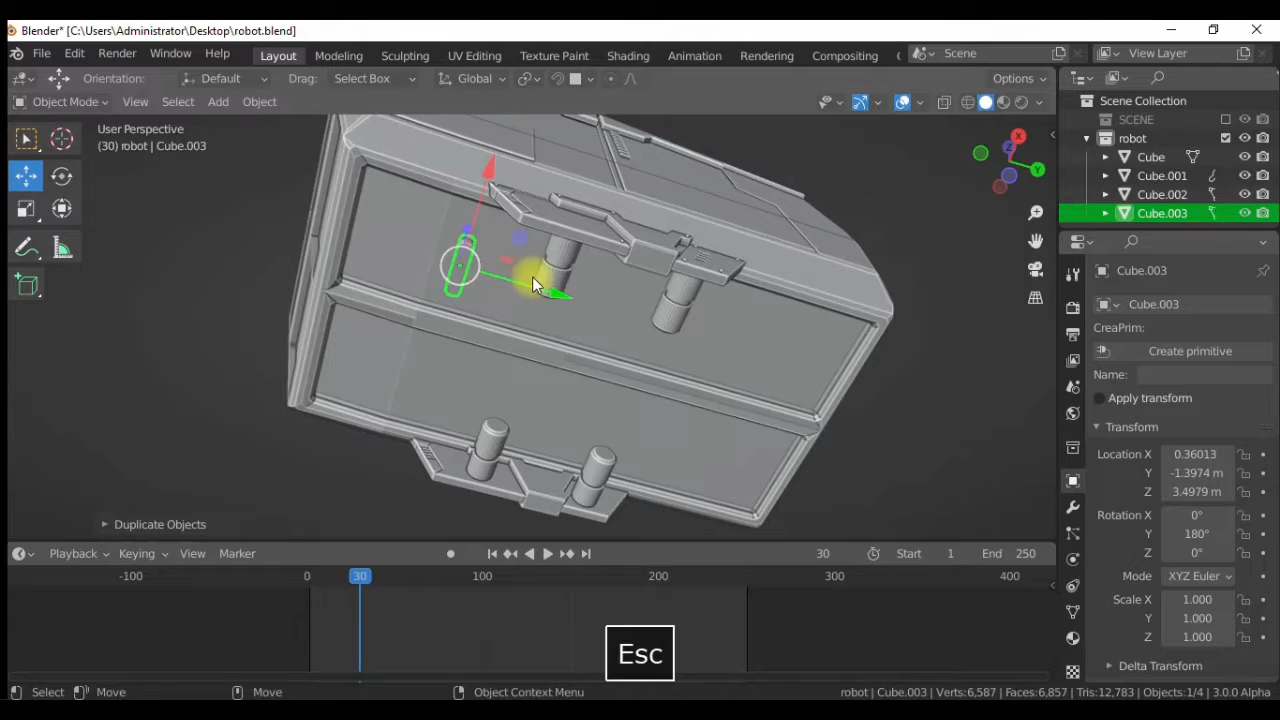 Blender* [C:\Users\Administrator\Desktop\robot.blend]
File Edit Render Window Help Layout Modeling Sculpting UV Editing Texture Paint Shading Animation Rendering Compositing Scene View Layer
Orientation: Default Drag: Select Box Global Options
Object Mode View Select Add Object
Scene Collection
SCENE
robot
Cube
Cube.001
Cube.002
Cube.003
User Perspective
(30) robot | Cube.003
X
Y
Z
Cube.003
Cube.003
CreaPrim:
Create primitive
Name:
Apply transform
Transform
Location X 0.36013
Y -1.3974 m
Z 3.4979 m
Rotation X 0°
Y 180°
Z 0°
Mode XYZ Euler
Scale X 1.000
Y 1.000
Z 1.000
Delta Transform
Duplicate Objects
Playback Keying View Marker 30 Start 1 End 250
-100 0 30 100 200 300 400
Esc
Select Move Move Object Context Menu robot | Cube.003 | Verts:6,587 | Faces:6,857 | Tris:12,783 | Objects:1/4 | 3.0.0 Alpha